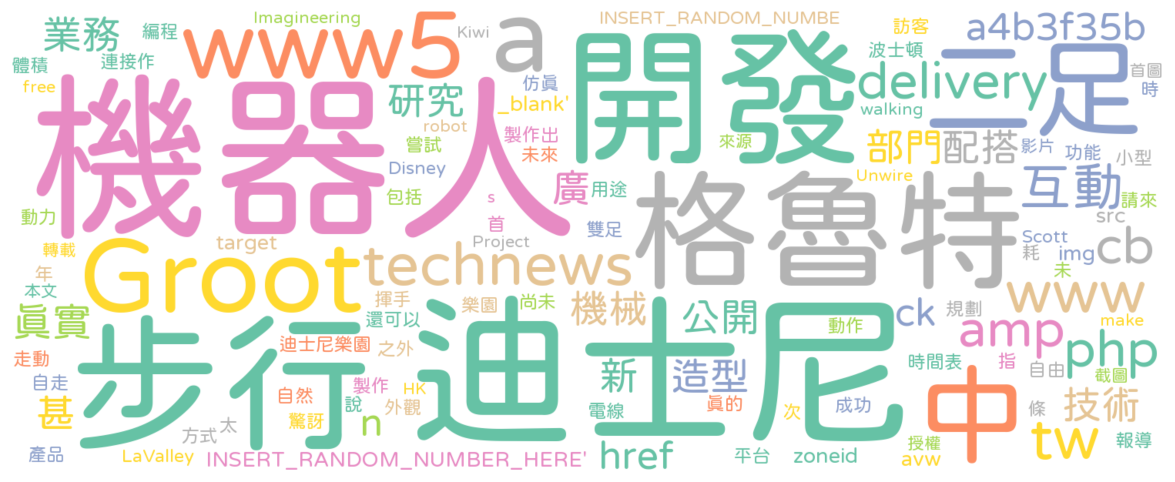 Imagineering
INSERT_RANDOM_NUMBE
業務
編程
www5
Kiwi
a
訪客
a4b3f35b
體積
連接作
仿真
開發
波士頓
二足
首圖
free
機器人
研究
_blank'
delivery
時
robot
製作出
walking
嘗試
未來
來源
部門
配搭
影片
功能
小型
Disney
Unwire
包括
s
廣
用途
格魯特
互動
請來
動力
首
雙足
src
轉載
target
Project
Scott
cb
Groot
technews
耗
img
年
未
本文
揮手
樂園
尚未
機械
www
真實
還可以
公開
ck
規劃
make
步行
迪士尼
動作
amp
走動
迪士尼樂園
之外
php
新
造型
時間表
指
自由
截圖
自走
製作
HK
中
自然
說
外觀
電線
真的
次
成功
條
技術
甚
驚訝
n
方式
太
授權
tw
報導
產品
LaValley
INSERT_RANDOM_NUMBER_HERE'
href
平台
zoneid
avw